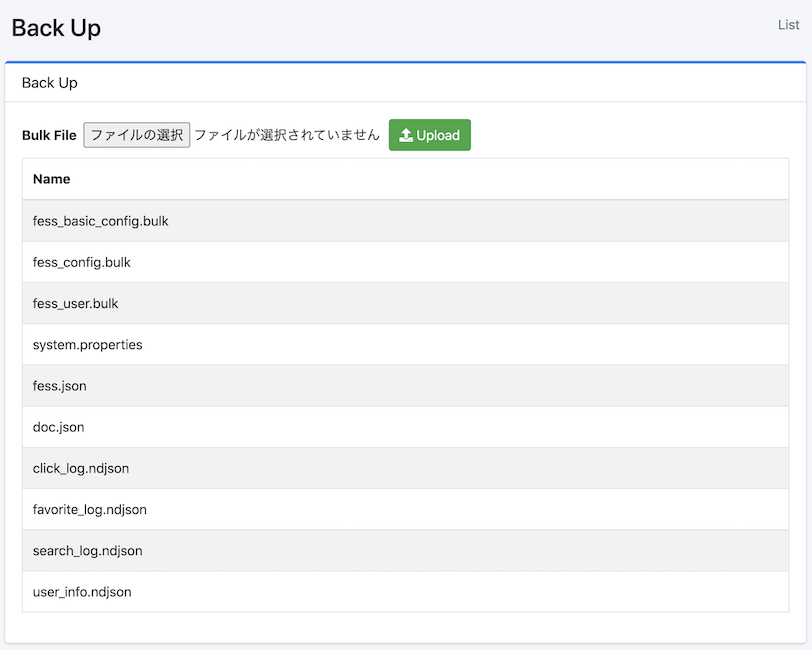 Back Up
List
Back Up
Bulk File ファイルの選択 ファイルが選択されていません Upload
Name
fess_basic_config.bulk
fess_config.bulk
fess_user.bulk
system.properties
fess.json
doc.json
click_log.ndjson
favorite_log.ndjson
search_log.ndjson
user_info.ndjson